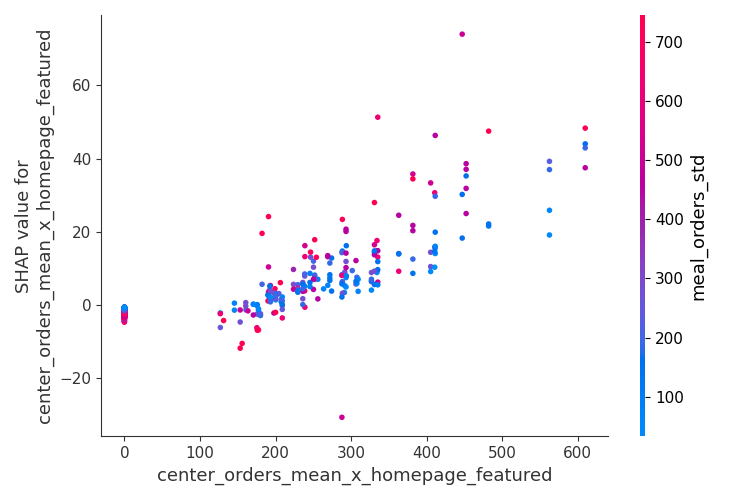 SHAP value for
center_orders_mean_x_homepage_featured
60
40
20
0
−20
0 100 200 300 400 500 600
center_orders_mean_x_homepage_featured
700
600
500
400
300
200
100
meal_orders_std